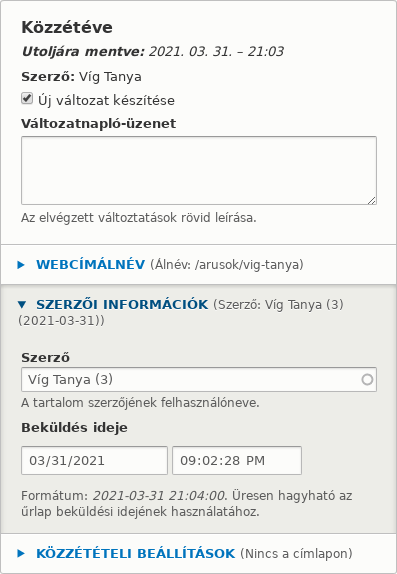 Közzétéve
Utoljára mentve: 2021. 03. 31. – 21:03
Szerző: Víg Tanya
Új változat készítése
Változatnapló-üzenet
Az elvégzett változtatások rövid leírása.
WEBCÍMÁLNÉV (Álnév: /arusok/vig-tanya)
SZERZŐI INFORMÁCIÓK (Szerző: Víg Tanya (3)
(2021-03-31))
Szerző
Víg Tanya (3)
A tartalom szerzőjének felhasználóneve.
Beküldés ideje
03/31/2021 09:02:28 PM
Formátum: 2021-03-31 21:04:00. Üresen hagyható az
űrlap beküldési idejének használatához.
KÖZZÉTÉTELI BEÁLLÍTÁSOK (Nincs a címlapon)